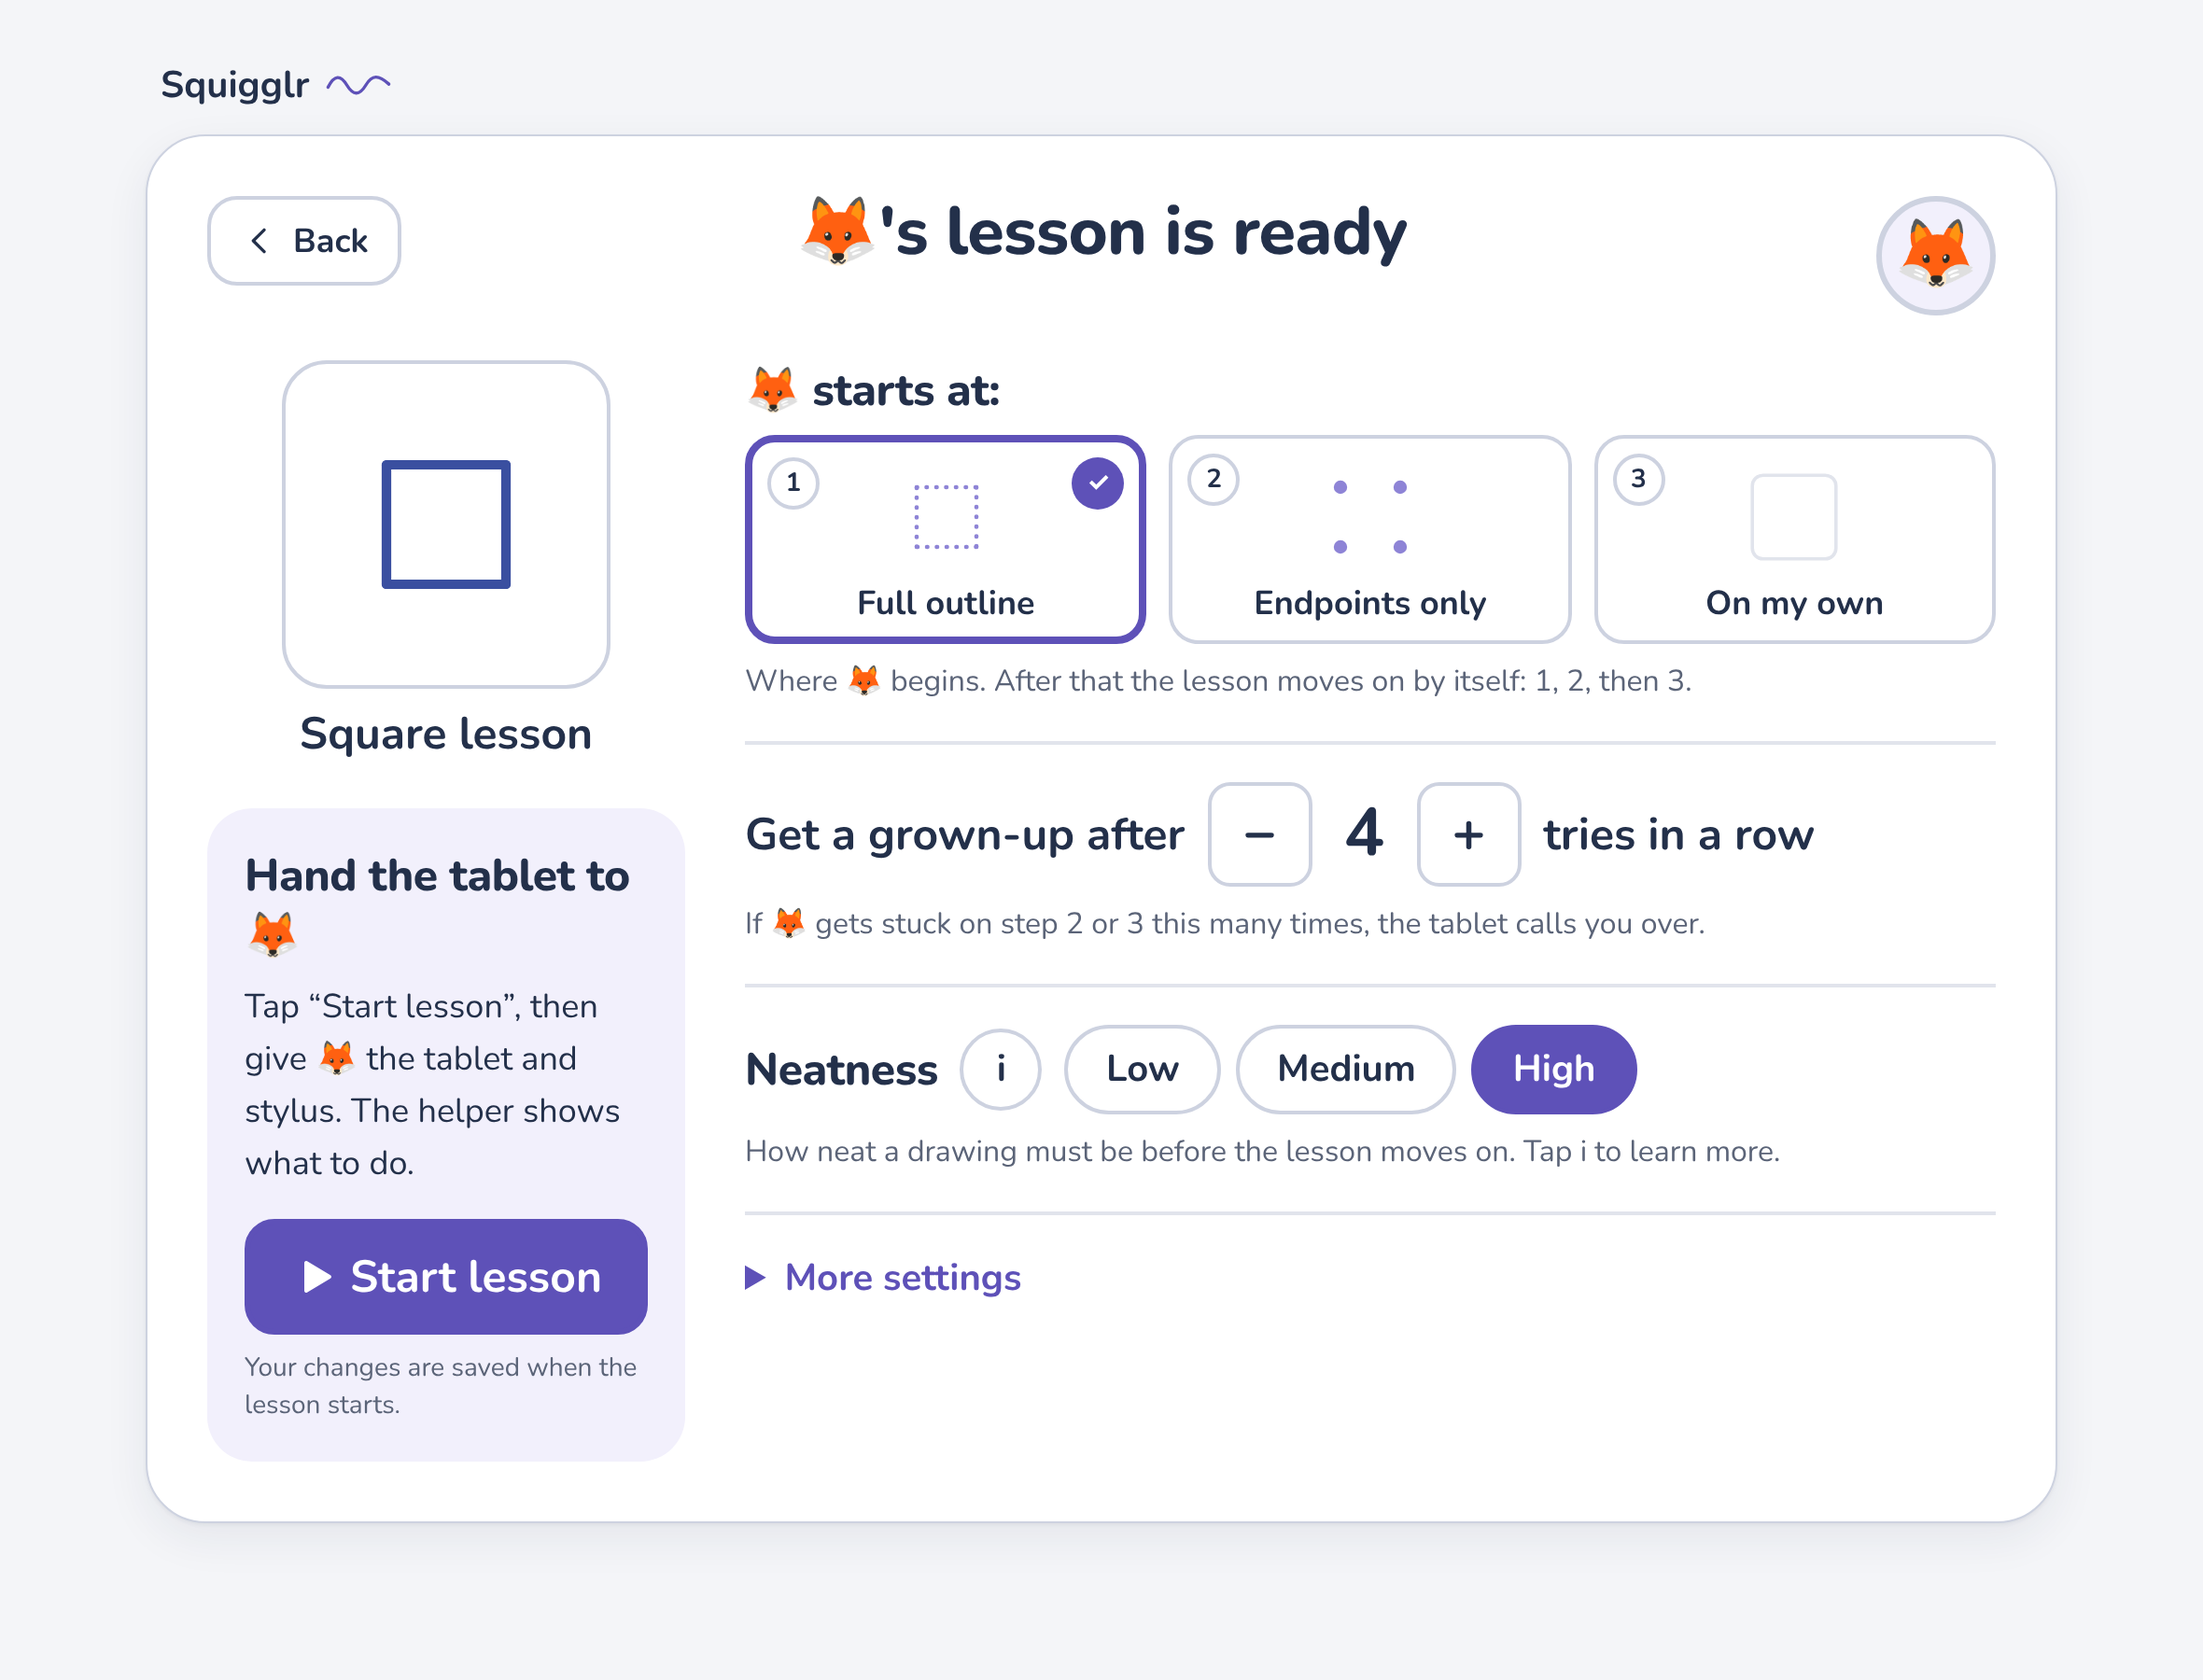 Squigglr
Back
🦊's lesson is ready
Square lesson
Hand the tablet to
🦊
Tap “Start lesson”, then
give 🦊 the tablet and
stylus. The helper shows
what to do.
Start lesson
Your changes are saved when the
lesson starts.
🦊 starts at:
1
Full outline
2
Endpoints only
3
On my own
Where 🦊 begins. After that the lesson moves on by itself: 1, 2, then 3.
Get a grown-up after − 4 + tries in a row
If 🦊 gets stuck on step 2 or 3 this many times, the tablet calls you over.
Neatness i Low Medium High
How neat a drawing must be before the lesson moves on. Tap i to learn more.
More settings